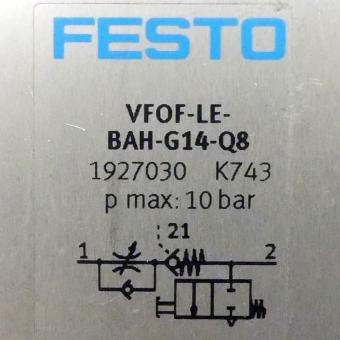 FESTO
VFOF-LE-
BAH-G14-Q8
1927030 K743
p max: 10 bar
21
1 2